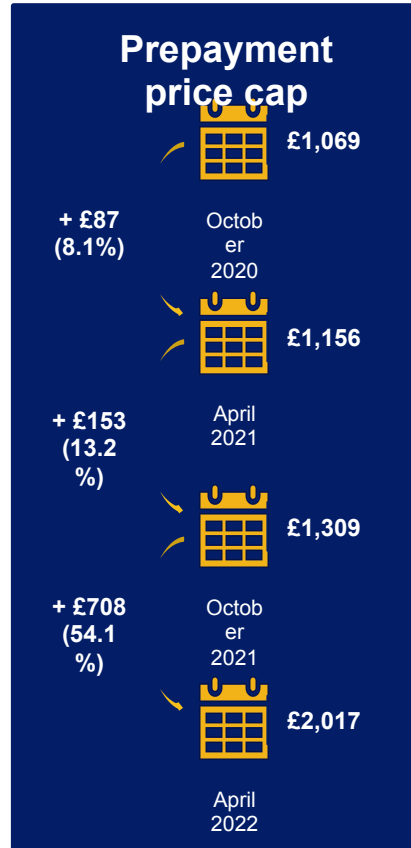 Prepayment
price cap
£1,069
+ £87
(8.1%)
Octob
er
2020
£1,156
+ £153
(13.2
%)
April
2021
£1,309
+ £708
(54.1
%)
Octob
er
2021
£2,017
April
2022